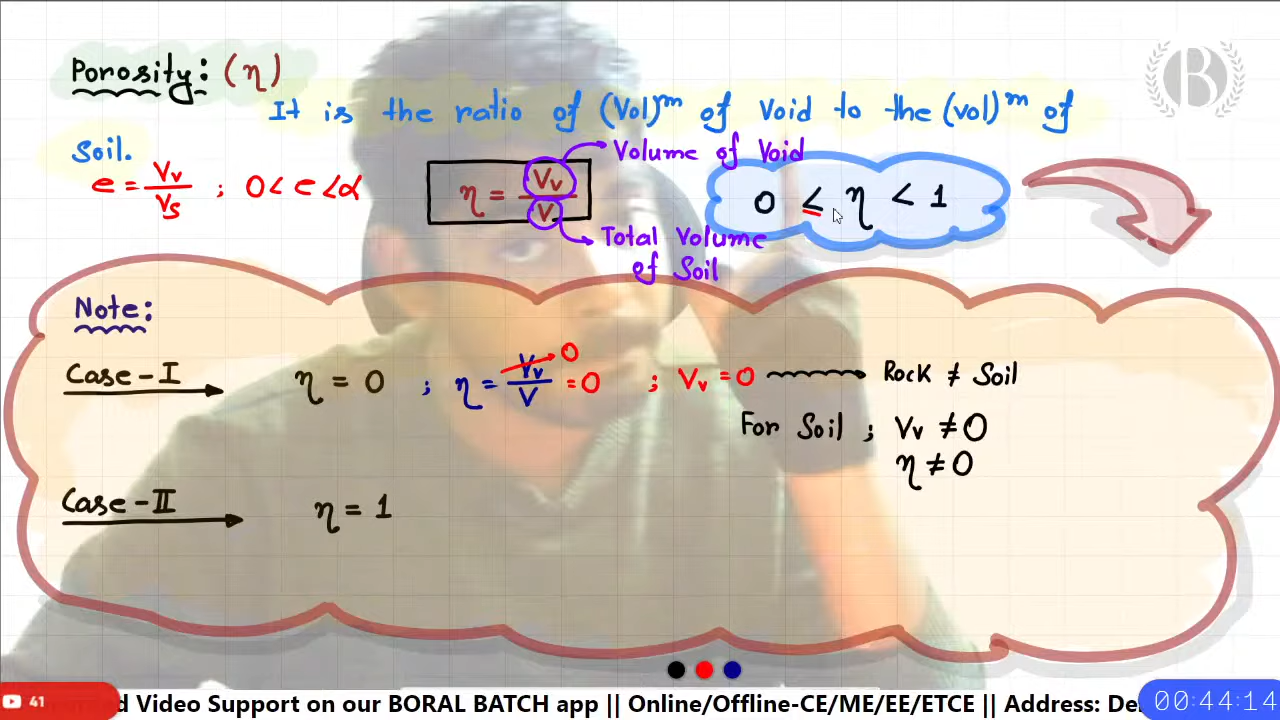 Porosity: (η)
It is the ratio of (Vol)ᵐ of Void to the (vol)ᵐ of
Soil.
e = Vv/Vs ; 0 < e < α
η = Vv/V
Volume of Void
Total Volume
of Soil
0 ≤ η < 1
Note:
Case-I
η = 0 ; η = Vv/V = 0 ; Vv = 0
0
Rock ≠ Soil
For Soil ; Vv ≠ 0
η ≠ 0
Case-II
η = 1
B
41
d Video Support on our BORAL BATCH app || Online/Offline-CE/ME/EE/ETCE || Address: De
00:44:14